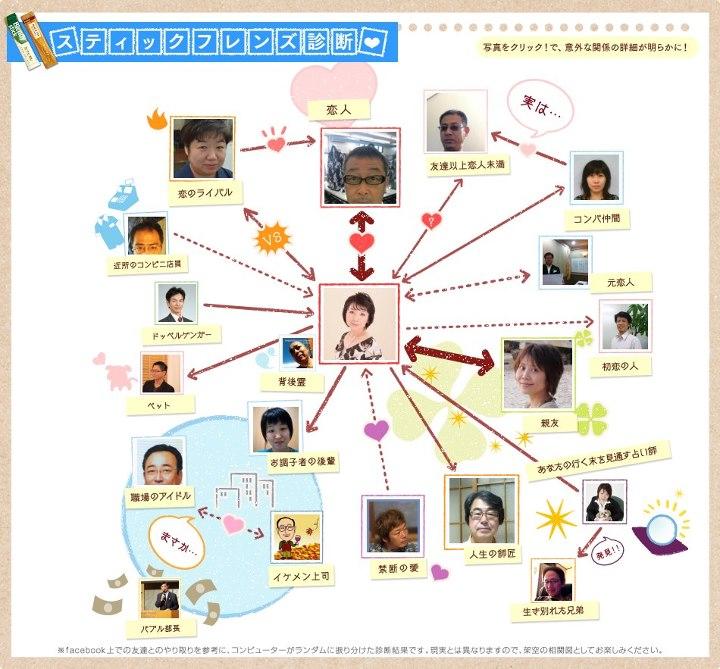 スティックフレンズ診断
写真をクリック!で、意外な関係の詳細が明らかに!
恋人
実は…
恋のライバル
友達以上恋人未満
コンパ仲間
VS
?
近所のコンビニ店員
元恋人
ドッペルゲンガー
初恋の人
背後霊
ペット
親友
お調子者の後輩
あなたの行く末を見通す占い師
職場のアイドル
まさか…
イケメン上司
禁断の愛
人生の師匠
発見!!
バブル部長
生き別れた兄弟
※facebook上での友達とのやり取りを参考に、コンピューターがランダムに振り分けた診断結果です。現実とは異なりますので、架空の相関図としてお楽しみください。